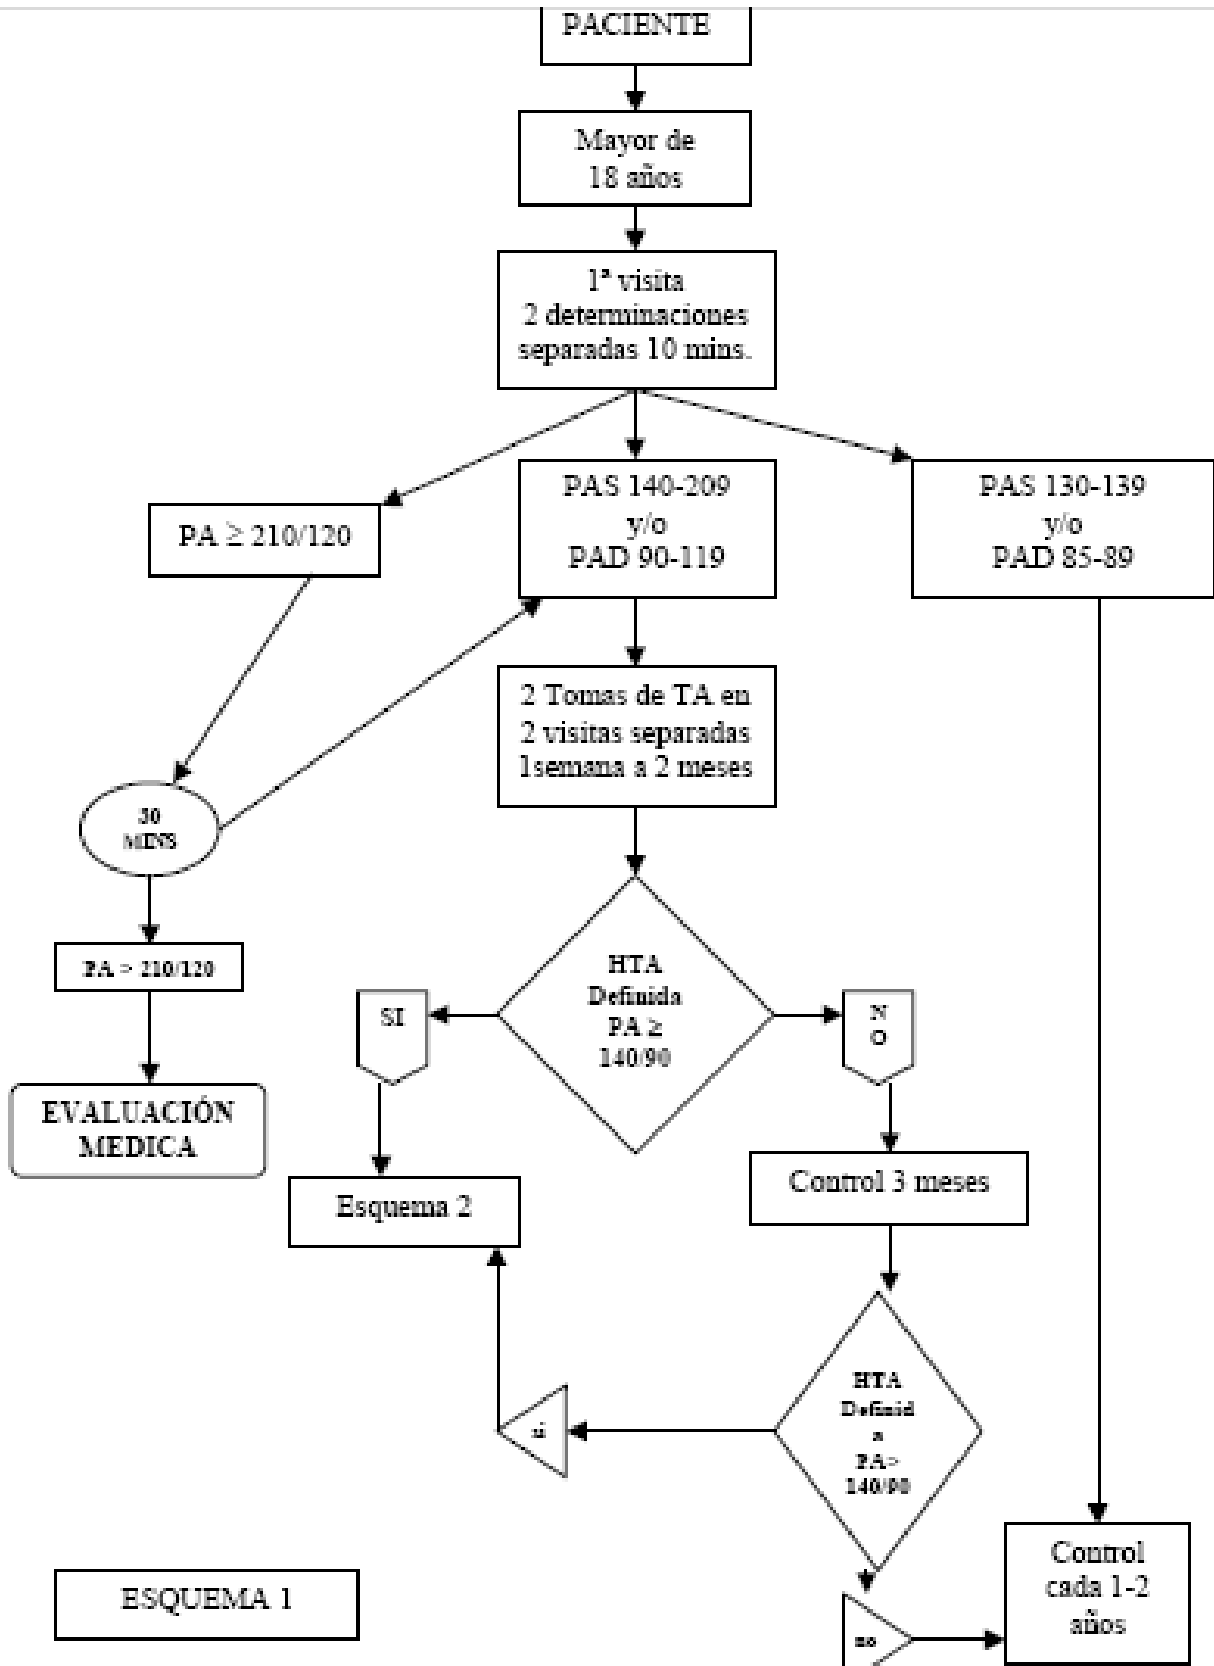 PACIENTE
Mayor de
18 años
1ª visita
2 determinaciones
separadas 10 mins.
PA ≥ 210/120
PAS 140-209
y/o
PAD 90-119
PAS 130-139
y/o
PAD 85-89
2 Tomas de TA en
2 visitas separadas
1semana a 2 meses
30
MINS
PA > 210/120
EVALUACIÓN
MEDICA
HTA
Definida
PA ≥
140/90
SI
N
O
Esquema 2
Control 3 meses
HTA
Definid
a
PA>
140/90
si
no
Control
cada 1-2
años
ESQUEMA 1